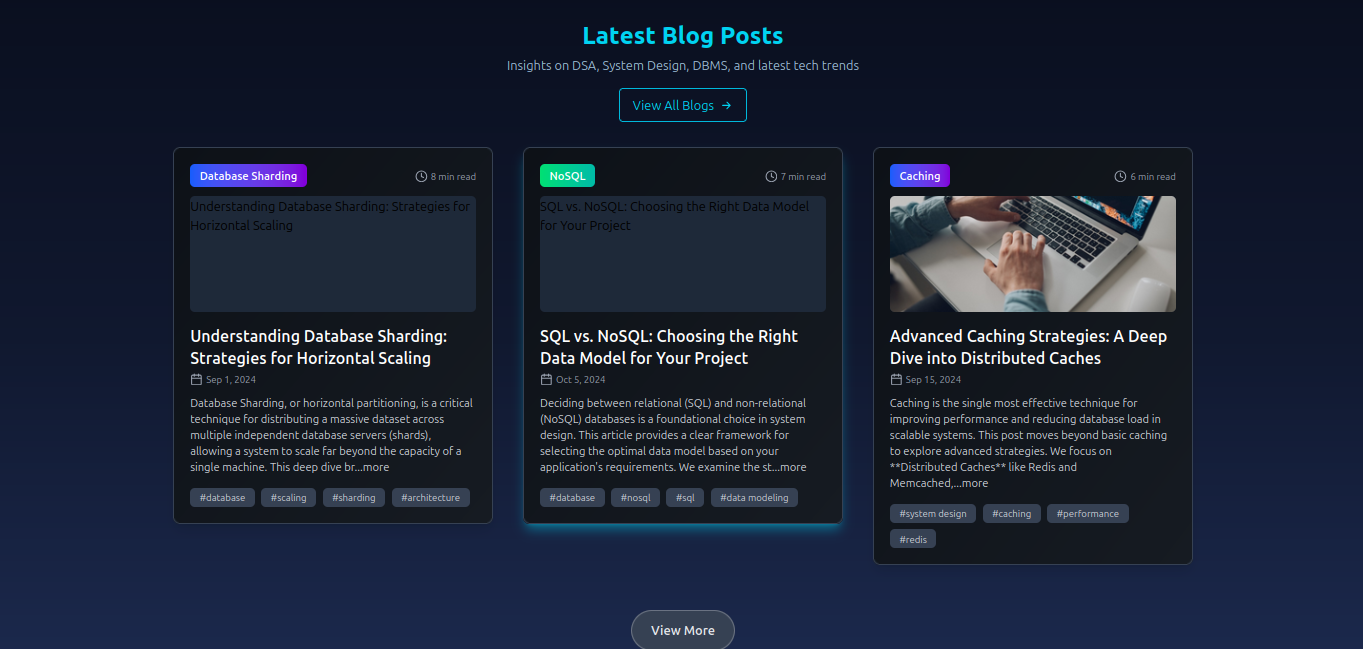 Latest Blog Posts
Insights on DSA, System Design, DBMS, and latest tech trends
View All Blogs →
Database Sharding
8 min read
Understanding Database Sharding: Strategies for
Horizontal Scaling
Understanding Database Sharding:
Strategies for Horizontal Scaling
Sep 1, 2024
Database Sharding, or horizontal partitioning, is a critical
technique for distributing a massive dataset across
multiple independent database servers (shards),
allowing a system to scale far beyond the capacity of a
single machine. This deep dive br...more
#database
#scaling
#sharding
#architecture
NoSQL
7 min read
SQL vs. NoSQL: Choosing the Right Data Model
for Your Project
SQL vs. NoSQL: Choosing the Right
Data Model for Your Project
Oct 5, 2024
Deciding between relational (SQL) and non-relational
(NoSQL) databases is a foundational choice in system
design. This article provides a clear framework for
selecting the optimal data model based on your
application's requirements. We examine the st...more
#database
#nosql
#sql
#data modeling
Caching
6 min read
Advanced Caching Strategies: A Deep
Dive into Distributed Caches
Sep 15, 2024
Caching is the single most effective technique for
improving performance and reducing database load in
scalable systems. This post moves beyond basic caching
to explore advanced strategies. We focus on
**Distributed Caches** like Redis and
Memcached,...more
#system design
#caching
#performance
#redis
View More